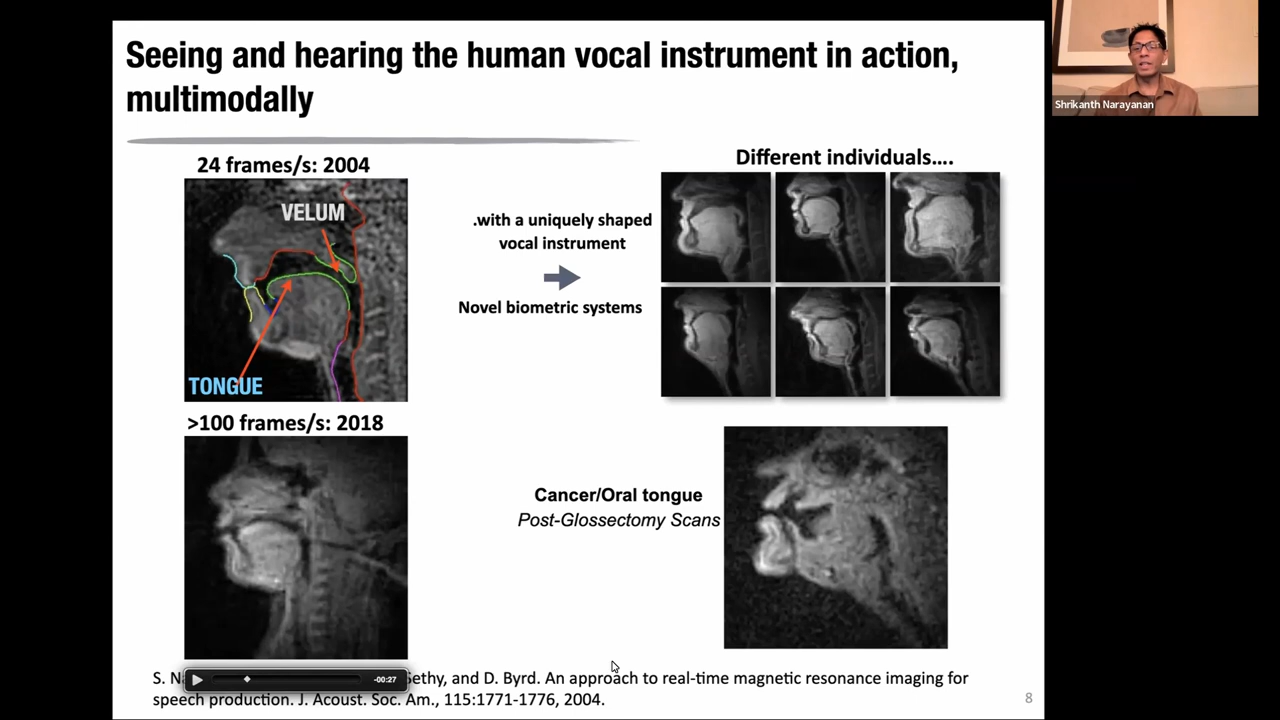 Seeing and hearing the human vocal instrument in action,
multimodally
24 frames/s: 2004
VELUM
TONGUE
>100 frames/s: 2018
.with a uniquely shaped
vocal instrument
Novel biometric systems
Different individuals....
Cancer/Oral tongue
Post-Glossectomy Scans
-00:27
S. Sethy, and D. Byrd. An approach to real-time magnetic resonance imaging for
speech production. J. Acoust. Soc. Am., 115:1771-1776, 2004.
8
Shrikanth Narayanan